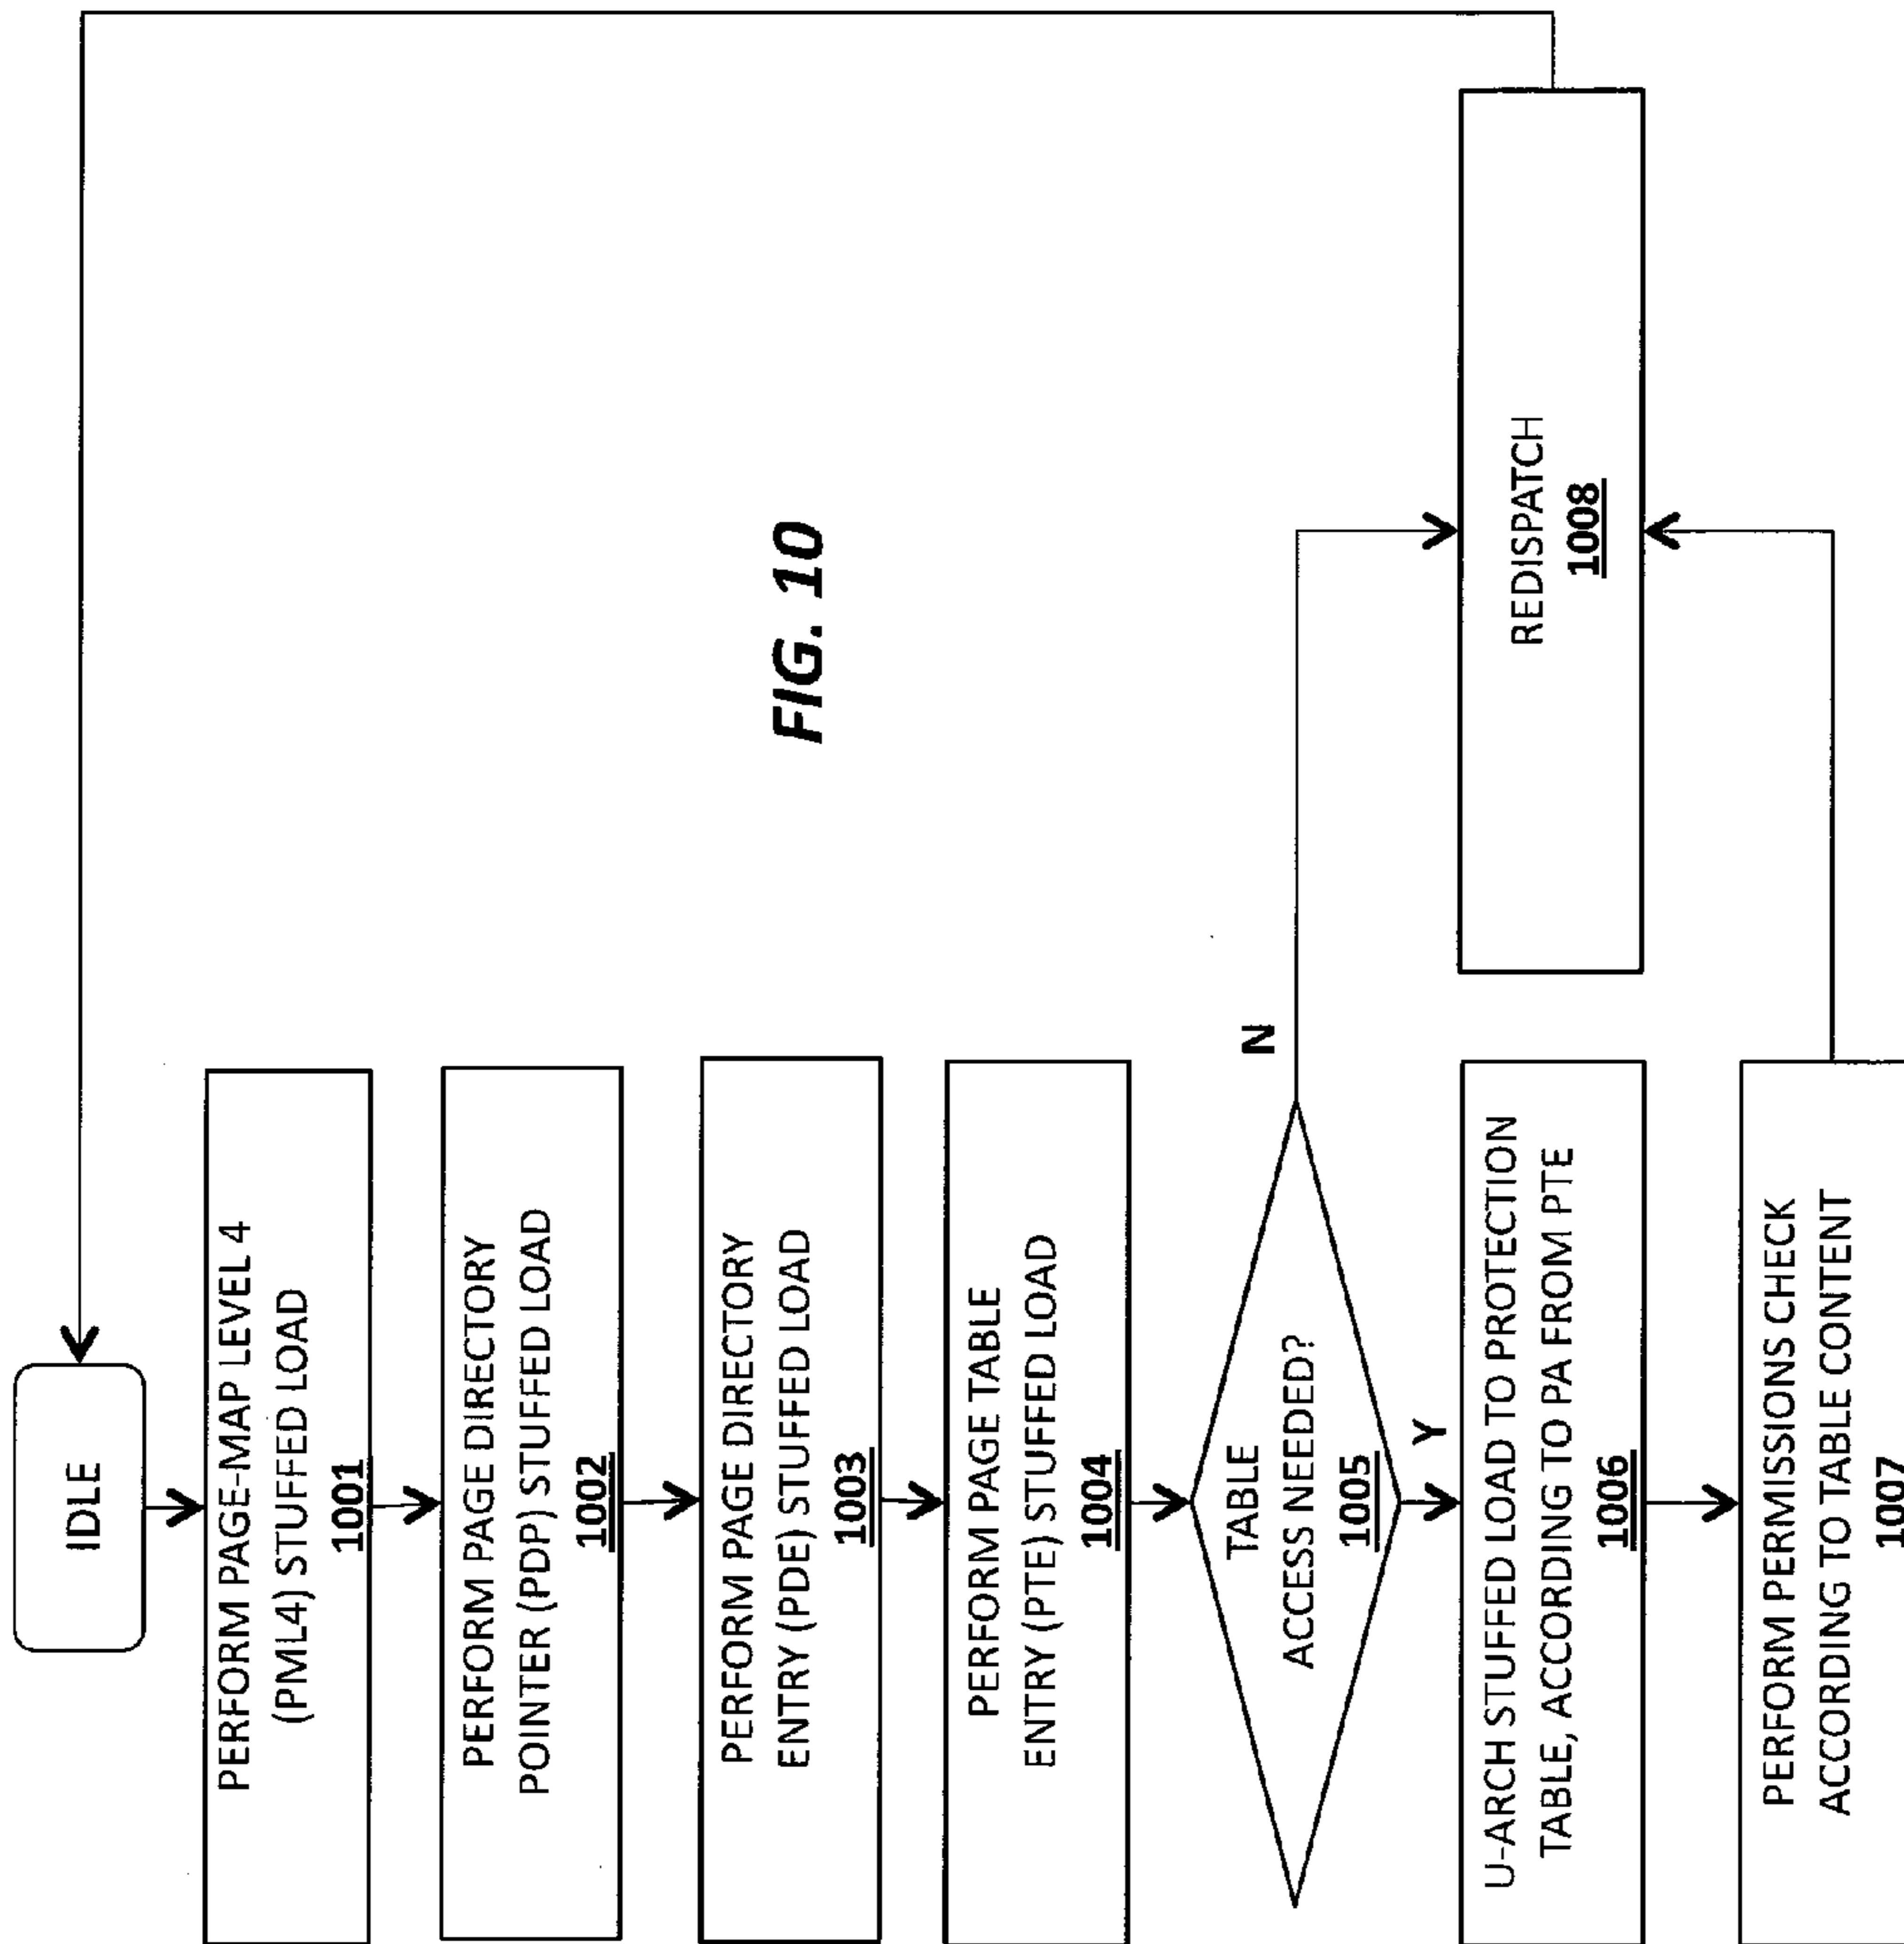 IDLE
PERFORM PAGE-MAP LEVEL 4
(PML4) STUFFED LOAD
1001
PERFORM PAGE DIRECTORY
POINTER (PDP) STUFFED LOAD
1002
PERFORM PAGE DIRECTORY
ENTRY (PDE) STUFFED LOAD
1003
PERFORM PAGE TABLE
ENTRY (PTE) STUFFED LOAD
1004
TABLE
ACCESS NEEDED?
1005
N
Y
U-ARCH STUFFED LOAD TO PROTECTION
TABLE, ACCORDING TO PA FROM PTE
1006
PERFORM PERMISSIONS CHECK
ACCORDING TO TABLE CONTENT
1007
REDISPATCH
1008
FIG. 10